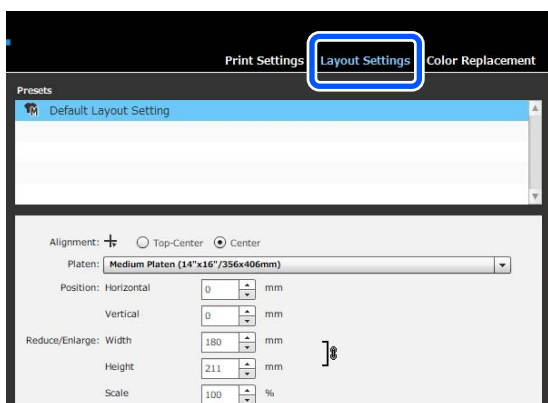 Print Settings Layout Settings Color Replacement
Presets
M Default Layout Setting
Alignment: Top-Center Center
Platen: Medium Platen (14"x16"/356x406mm)
Position: Horizontal 0 mm
Vertical 0 mm
Reduce/Enlarge: Width 180 mm
Height 211 mm
Scale 100 %